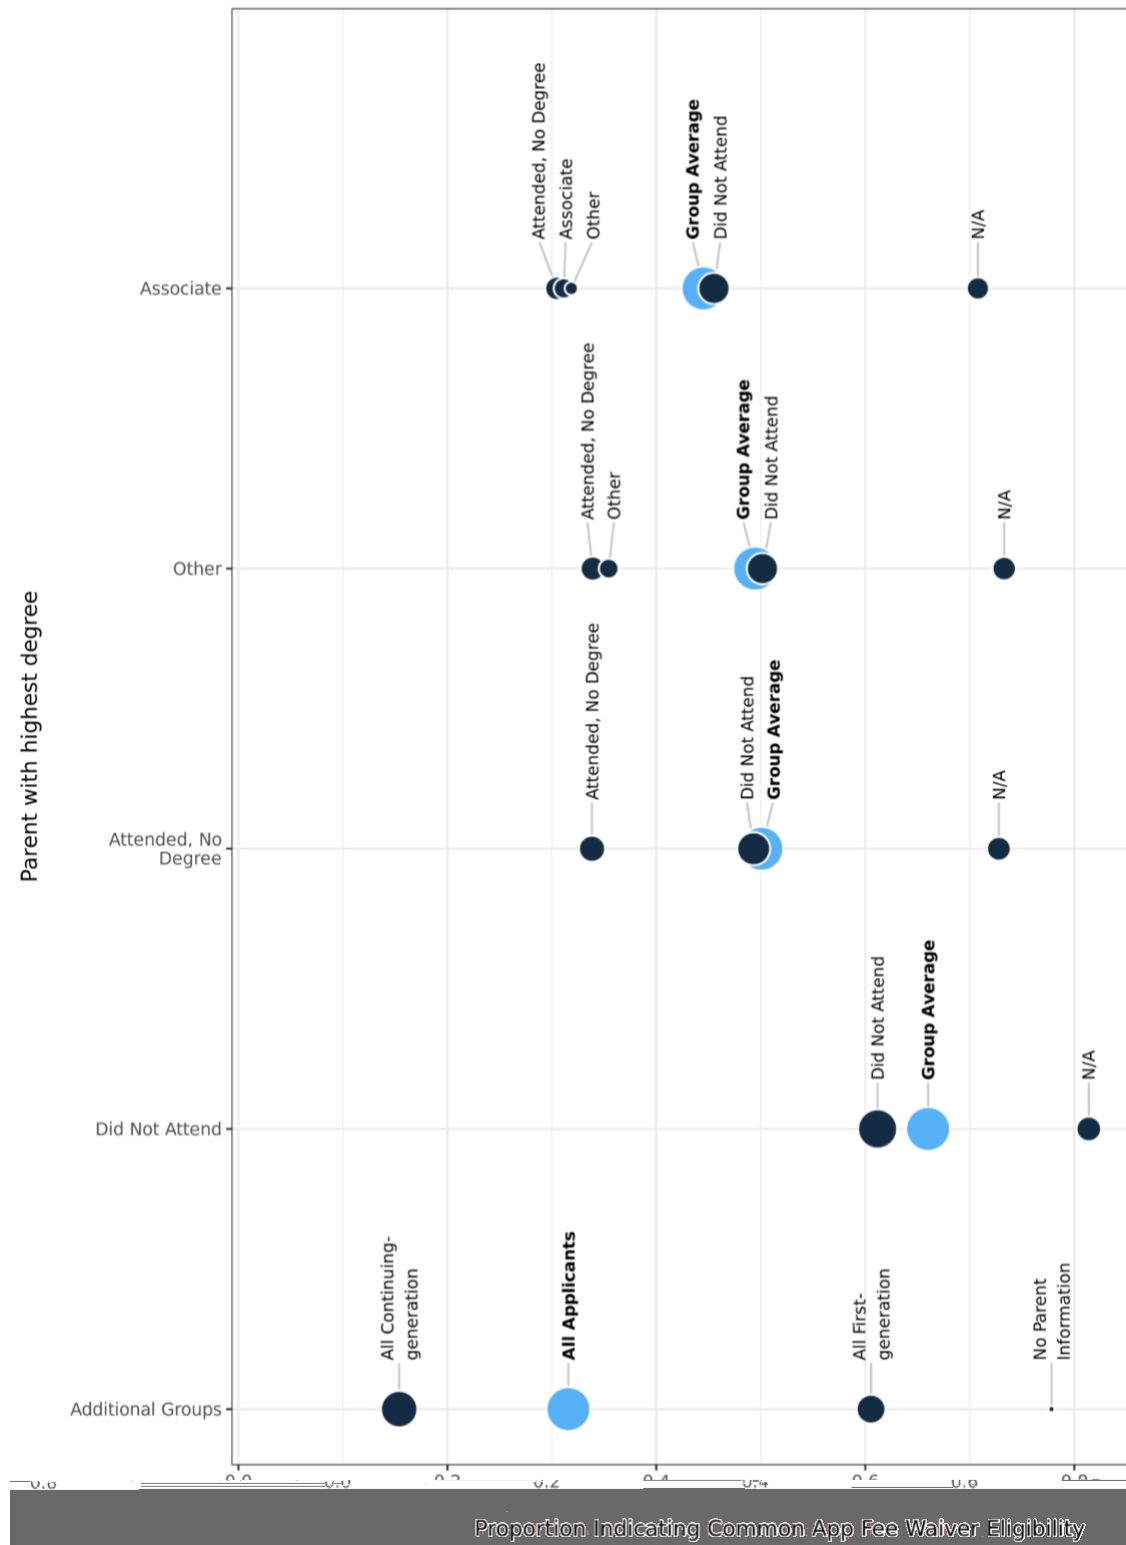 Attended, No Degree
Associate
Other
Group Average
Did Not Attend
N/A
Associate
Attended, No Degree
Other
Group Average
Did Not Attend
N/A
Other
Parent with highest degree
Attended, No Degree
Did Not Attend
Group Average
N/A
Attended, No
Degree
Did Not Attend
Group Average
N/A
Did Not Attend
All Continuing-
generation
All Applicants
All First-
generation
No Parent
Information
Additional Groups
Proportion Indicating Common App Fee Waiver Eligibility